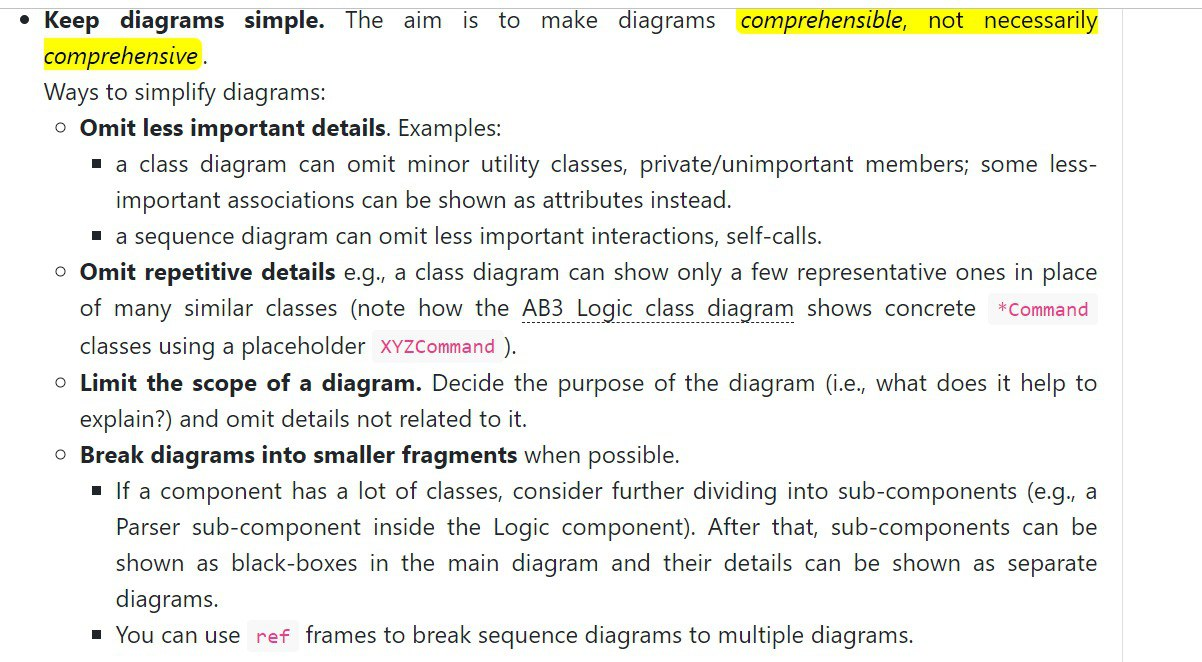 Keep diagrams simple. The aim is to make diagrams comprehensible, not necessarily
comprehensive.
Ways to simplify diagrams:
Omit less important details. Examples:
a class diagram can omit minor utility classes, private/unimportant members; some less-
important associations can be shown as attributes instead.
a sequence diagram can omit less important interactions, self-calls.
Omit repetitive details e.g., a class diagram can show only a few representative ones in place
of many similar classes (note how the AB3 Logic class diagram shows concrete *Command
classes using a placeholder XYZCommand ).
Limit the scope of a diagram. Decide the purpose of the diagram (i.e., what does it help to
explain?) and omit details not related to it.
Break diagrams into smaller fragments when possible.
If a component has a lot of classes, consider further dividing into sub-components (e.g., a
Parser sub-component inside the Logic component). After that, sub-components can be
shown as black-boxes in the main diagram and their details can be shown as separate
diagrams.
You can use ref frames to break sequence diagrams to multiple diagrams.